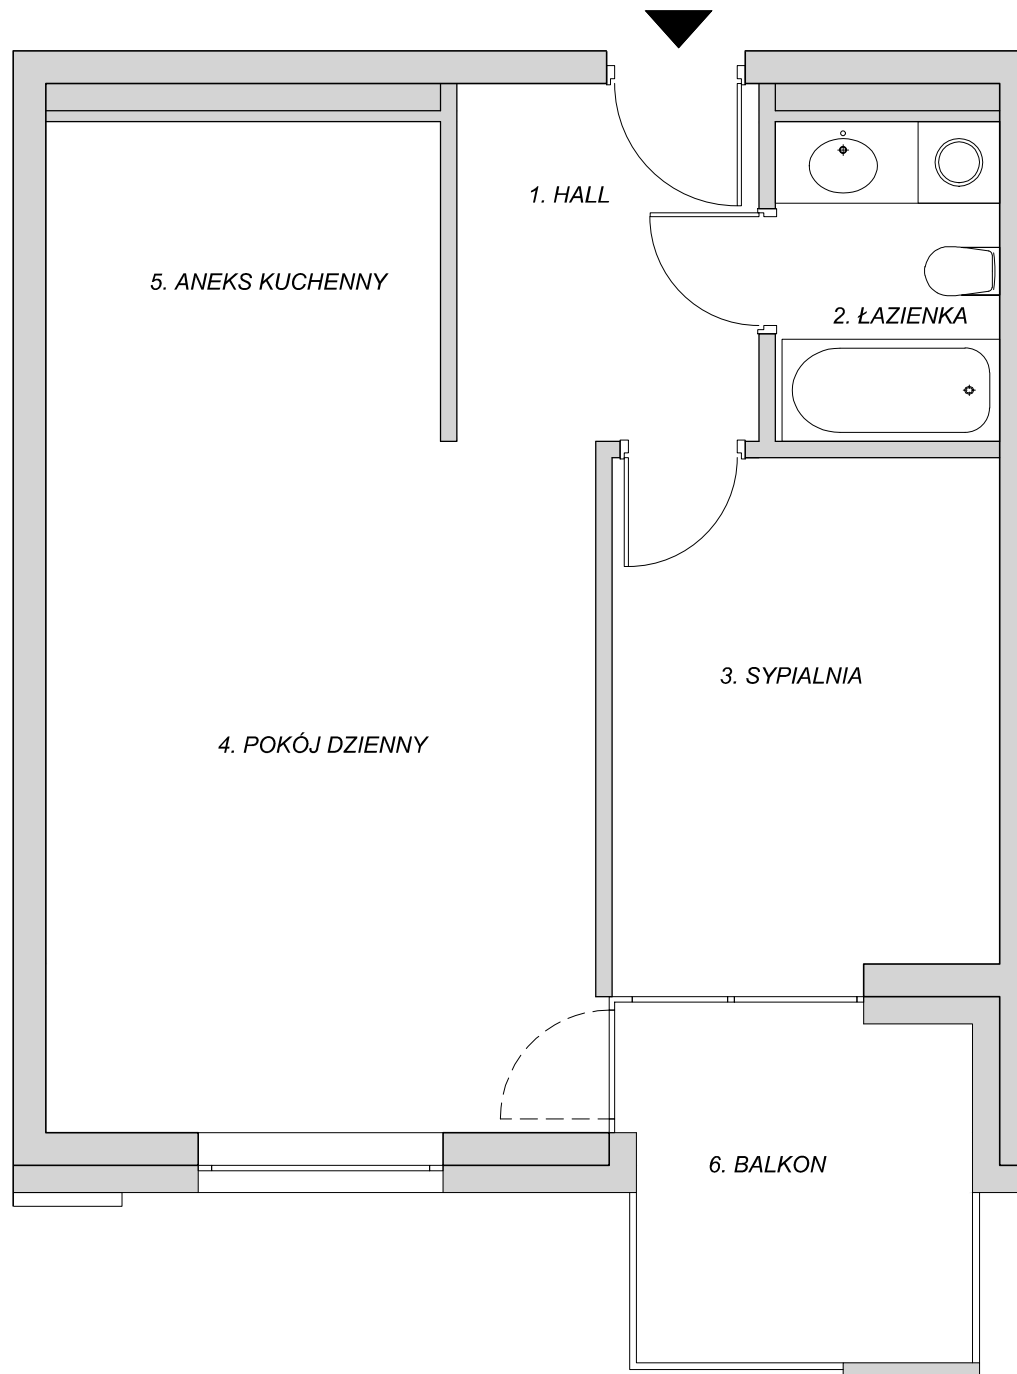 1. HALL
5. ANEKS KUCHENNY
2. ŁAZIENKA
3. SYPIALNIA
4. POKÓJ DZIENNY
6. BALKON